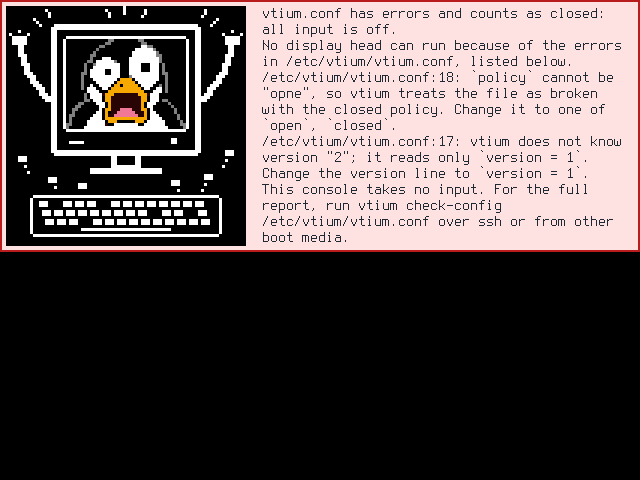 vtium.conf has errors and counts as closed:
all input is off.
No display head can run because of the errors
in /etc/vtium/vtium.conf, listed below.
/etc/vtium/vtium.conf:18: `policy` cannot be
"opne", so vtium treats the file as broken
with the closed policy. Change it to one of
`open`, `closed`.
/etc/vtium/vtium.conf:17: vtium does not know
version "2"; it reads only `version = 1`.
Change the version line to `version = 1`.
This console takes no input. For the full
report, run vtium check-config
/etc/vtium/vtium.conf over ssh or from other
boot media.